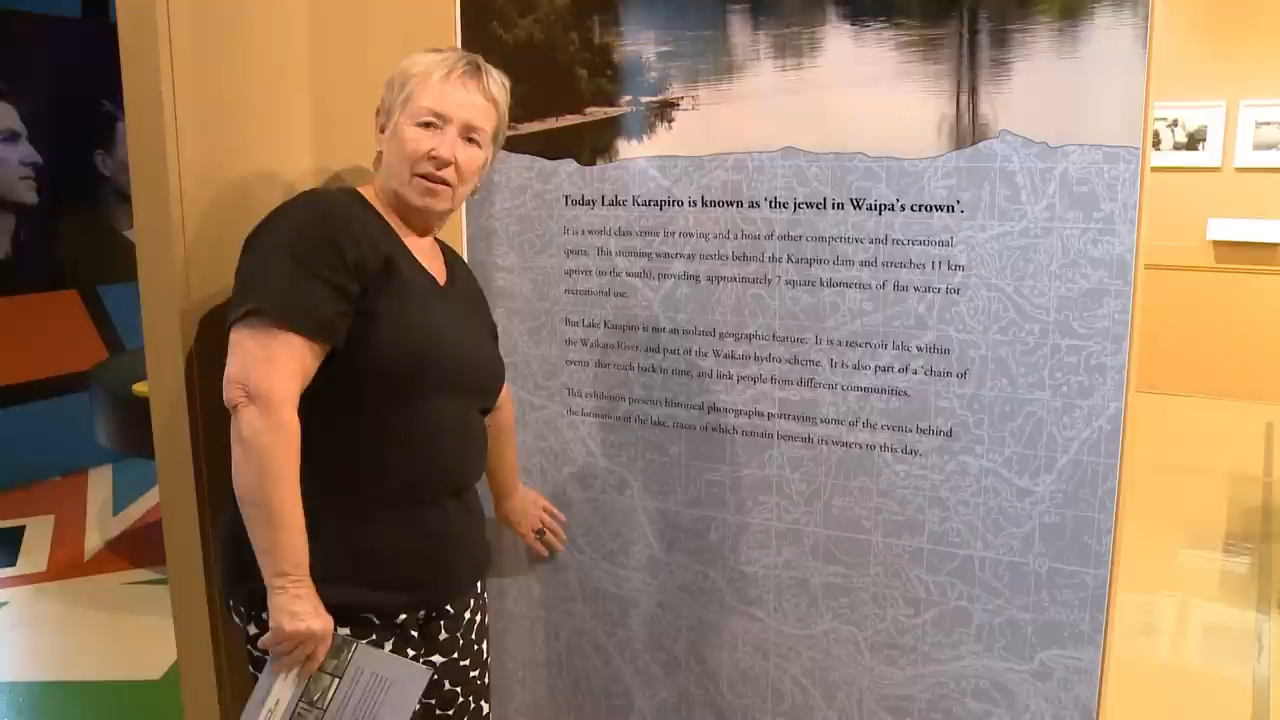 Today Lake Karapiro is known as 'the jewel in Waipa's crown'.
It is a world class venue for rowing and a host of other competitive and recreational
sports. This stunning waterway nestles behind the Karapiro dam and stretches 11 km
upriver (to the south), providing approximately 7 square kilometres of flat water for
recreational use.
But Lake Karapiro is not an isolated geographic feature. It is a reservoir lake within
the Waikato River, and part of the Waikato hydro scheme. It is also part of a 'chain of
events' that reach back in time, and link people from different communities.
This exhibition presents historical photographs portraying some of the events behind
the formation of the lake, traces of which remain beneath its waters to this day.